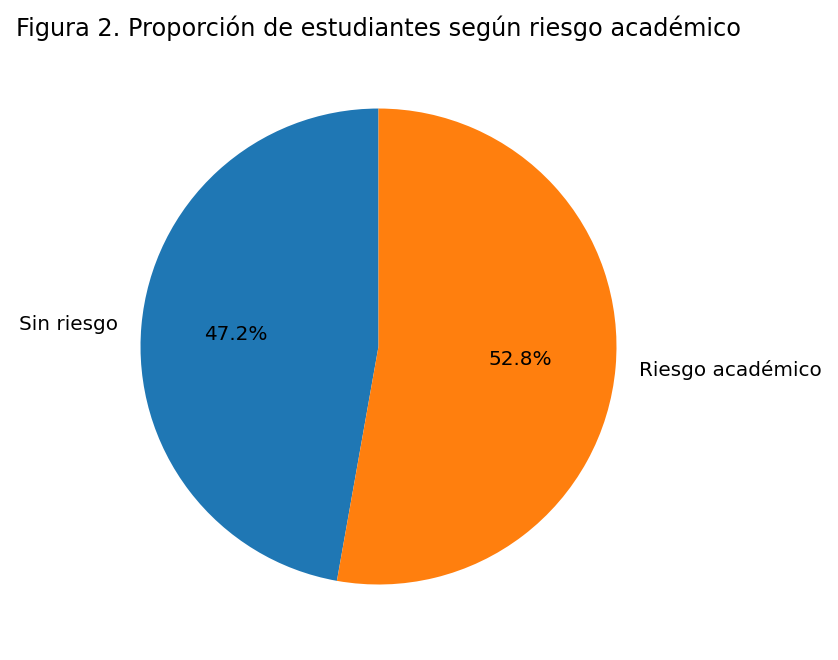 Figura 2. Proporción de estudiantes según riesgo académico
Sin riesgo
47.2%
52.8%
Riesgo académico